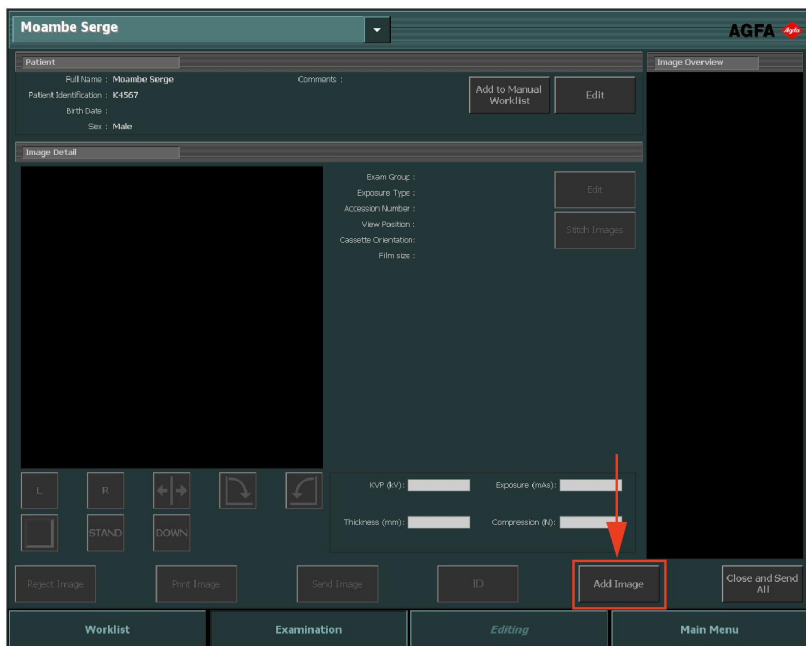 Moambe Serge
AGFA
Agfa
Patient
Image Overview
Full Name : Moambe Serge
Comments :
Patient Identification : K4567
Birth Date :
Sex : Male
Add to Manual
Worklist
Edit
Image Detail
Exam Group :
Exposure Type :
Accession Number :
View Position :
Cassette Orientation:
Film size :
Edit
Stitch Images
L
R
KVP (kV):
Exposure (mAs):
STAND
DOWN
Thickness (mm):
Compression (N):
Reject Image
Print Image
Send Image
ID
Add Image
Close and Send
All
Worklist
Examination
Editing
Main Menu